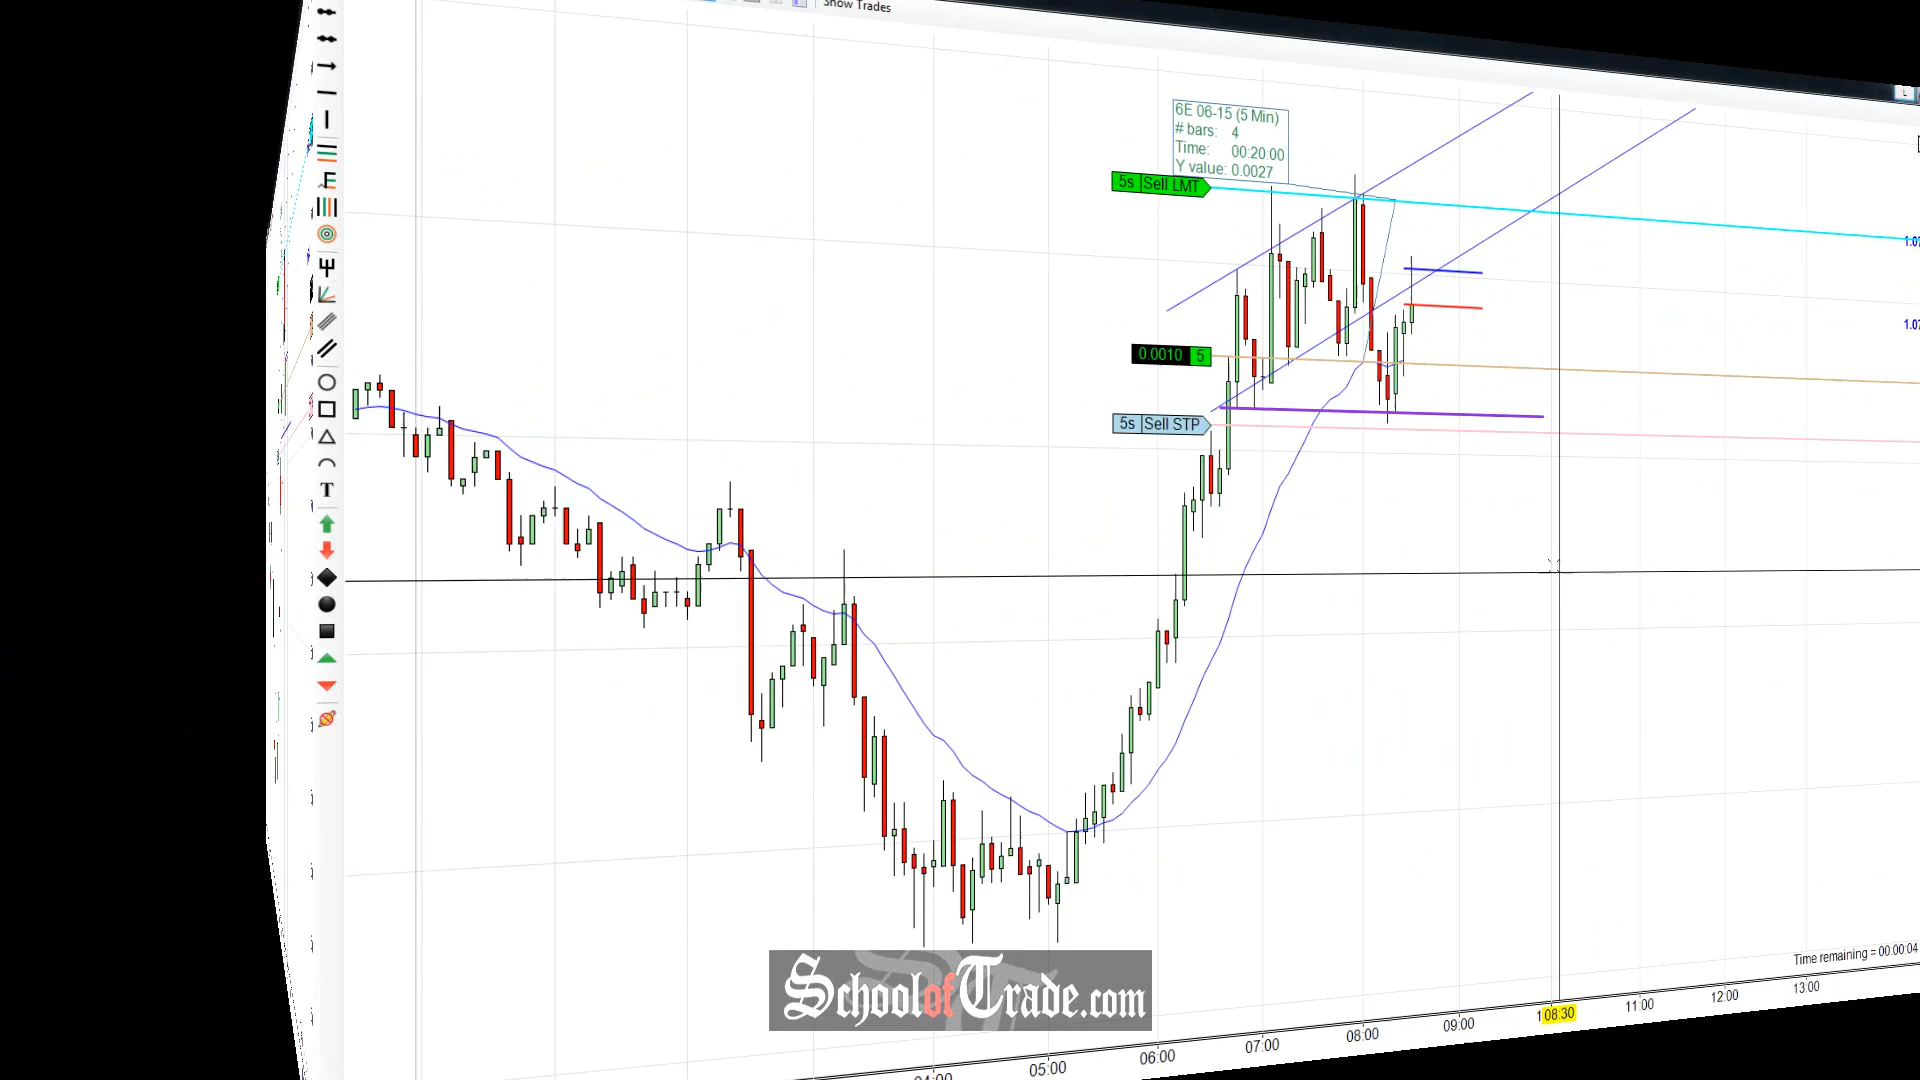 Show Trades
6E 06-15 (5 Min)
# bars: 4
Time: 00:20:00
Y value: 0.0027
5s Sell LMT
0.0010 5
5s Sell STP
T
L
Time remaining = 00:00:04
05:00
06:00
07:00
08:00
09:00
08:30
11:00
12:00
13:00
SchoolofTrade.com